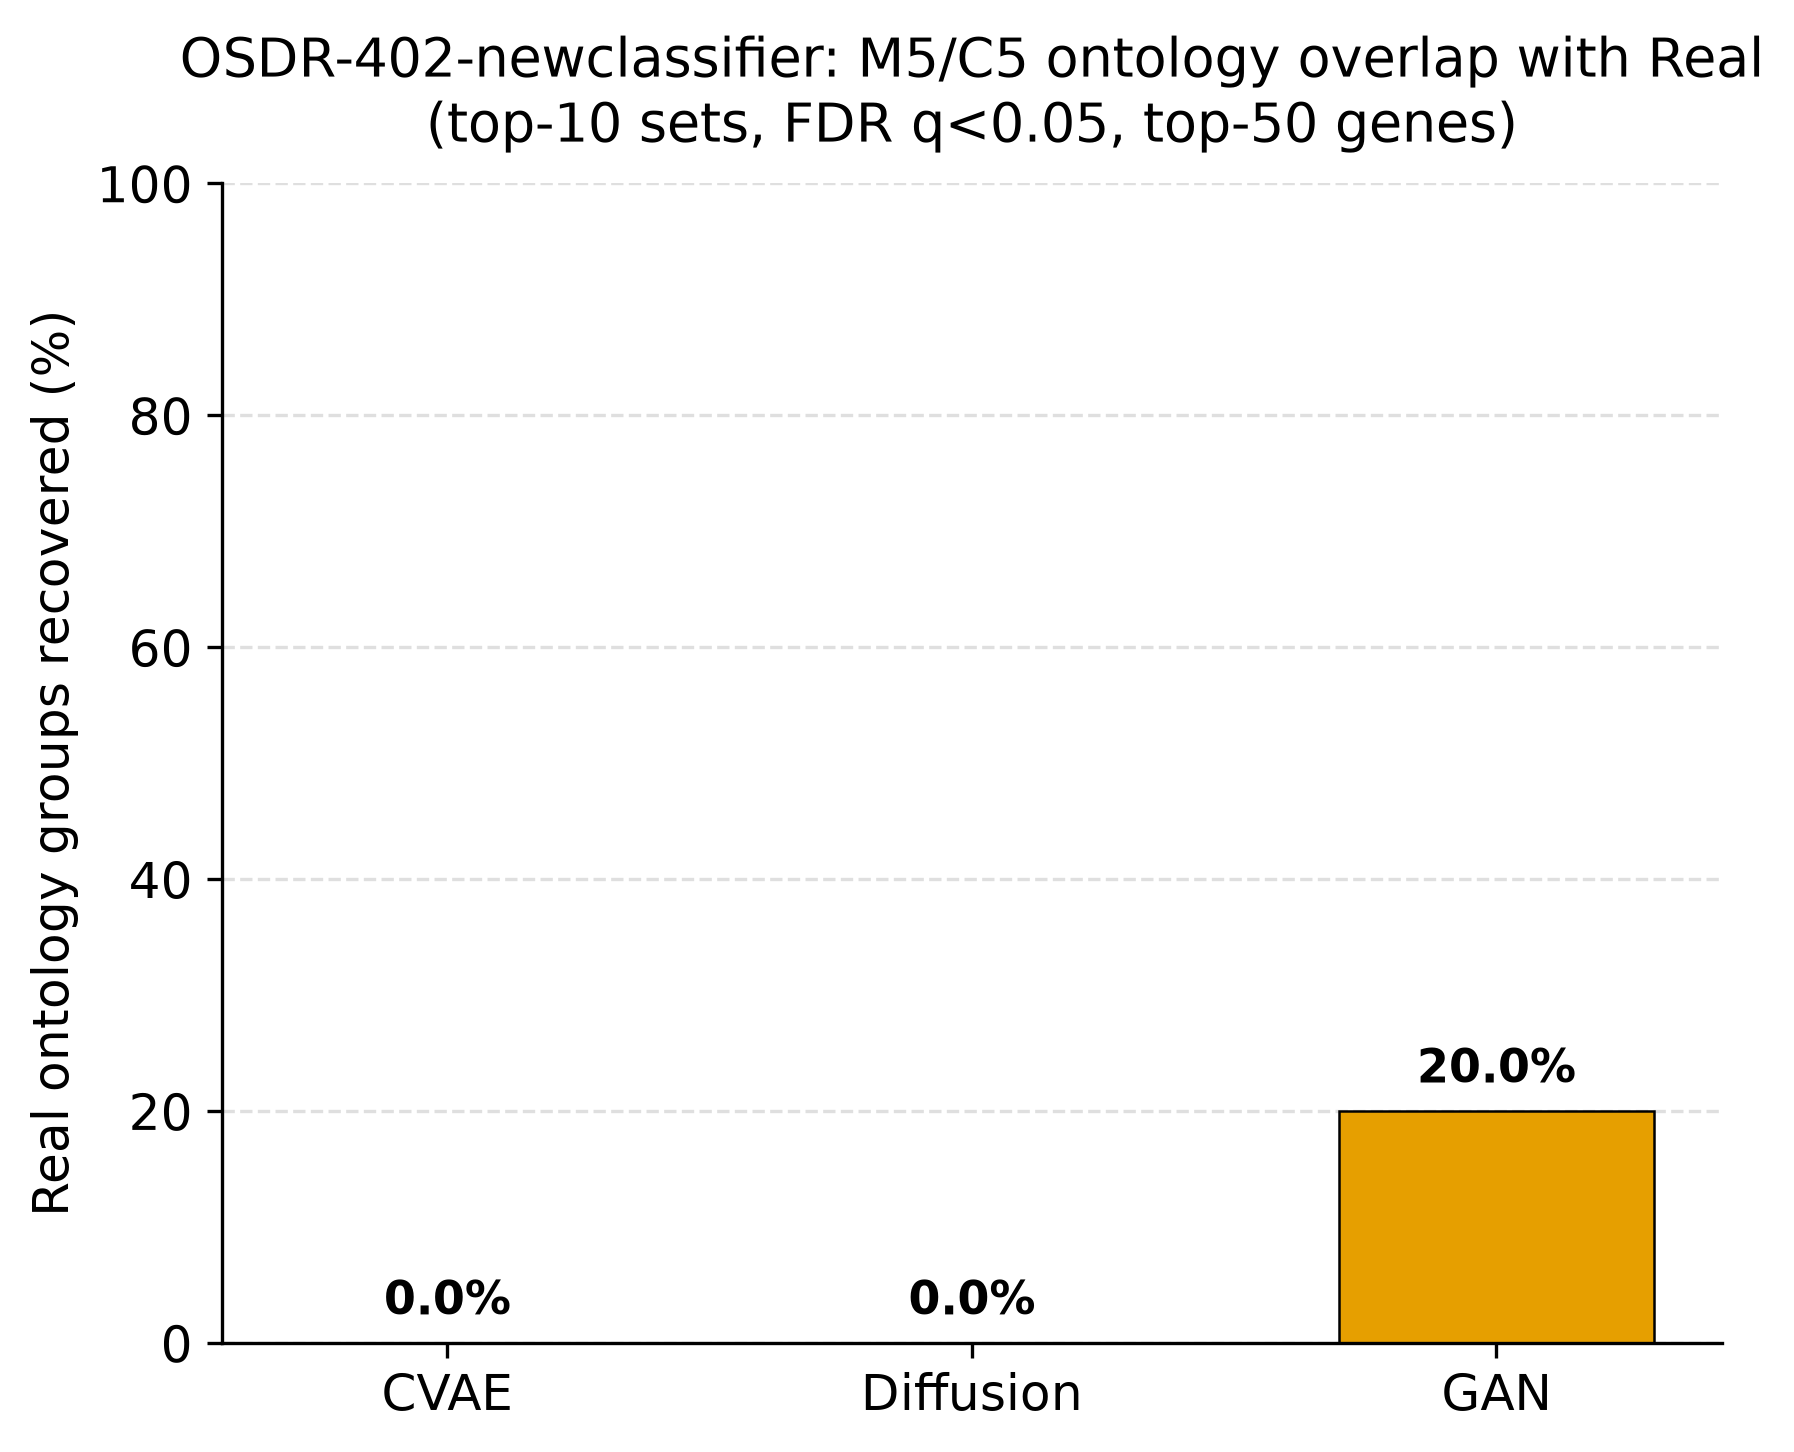 OSDR-402-newclassifier: M5/C5 ontology overlap with Real
(top-10 sets, FDR q<0.05, top-50 genes)
Real ontology groups recovered (%)
100
80
60
40
20
0
0.0%
0.0%
20.0%
CVAE
Diffusion
GAN